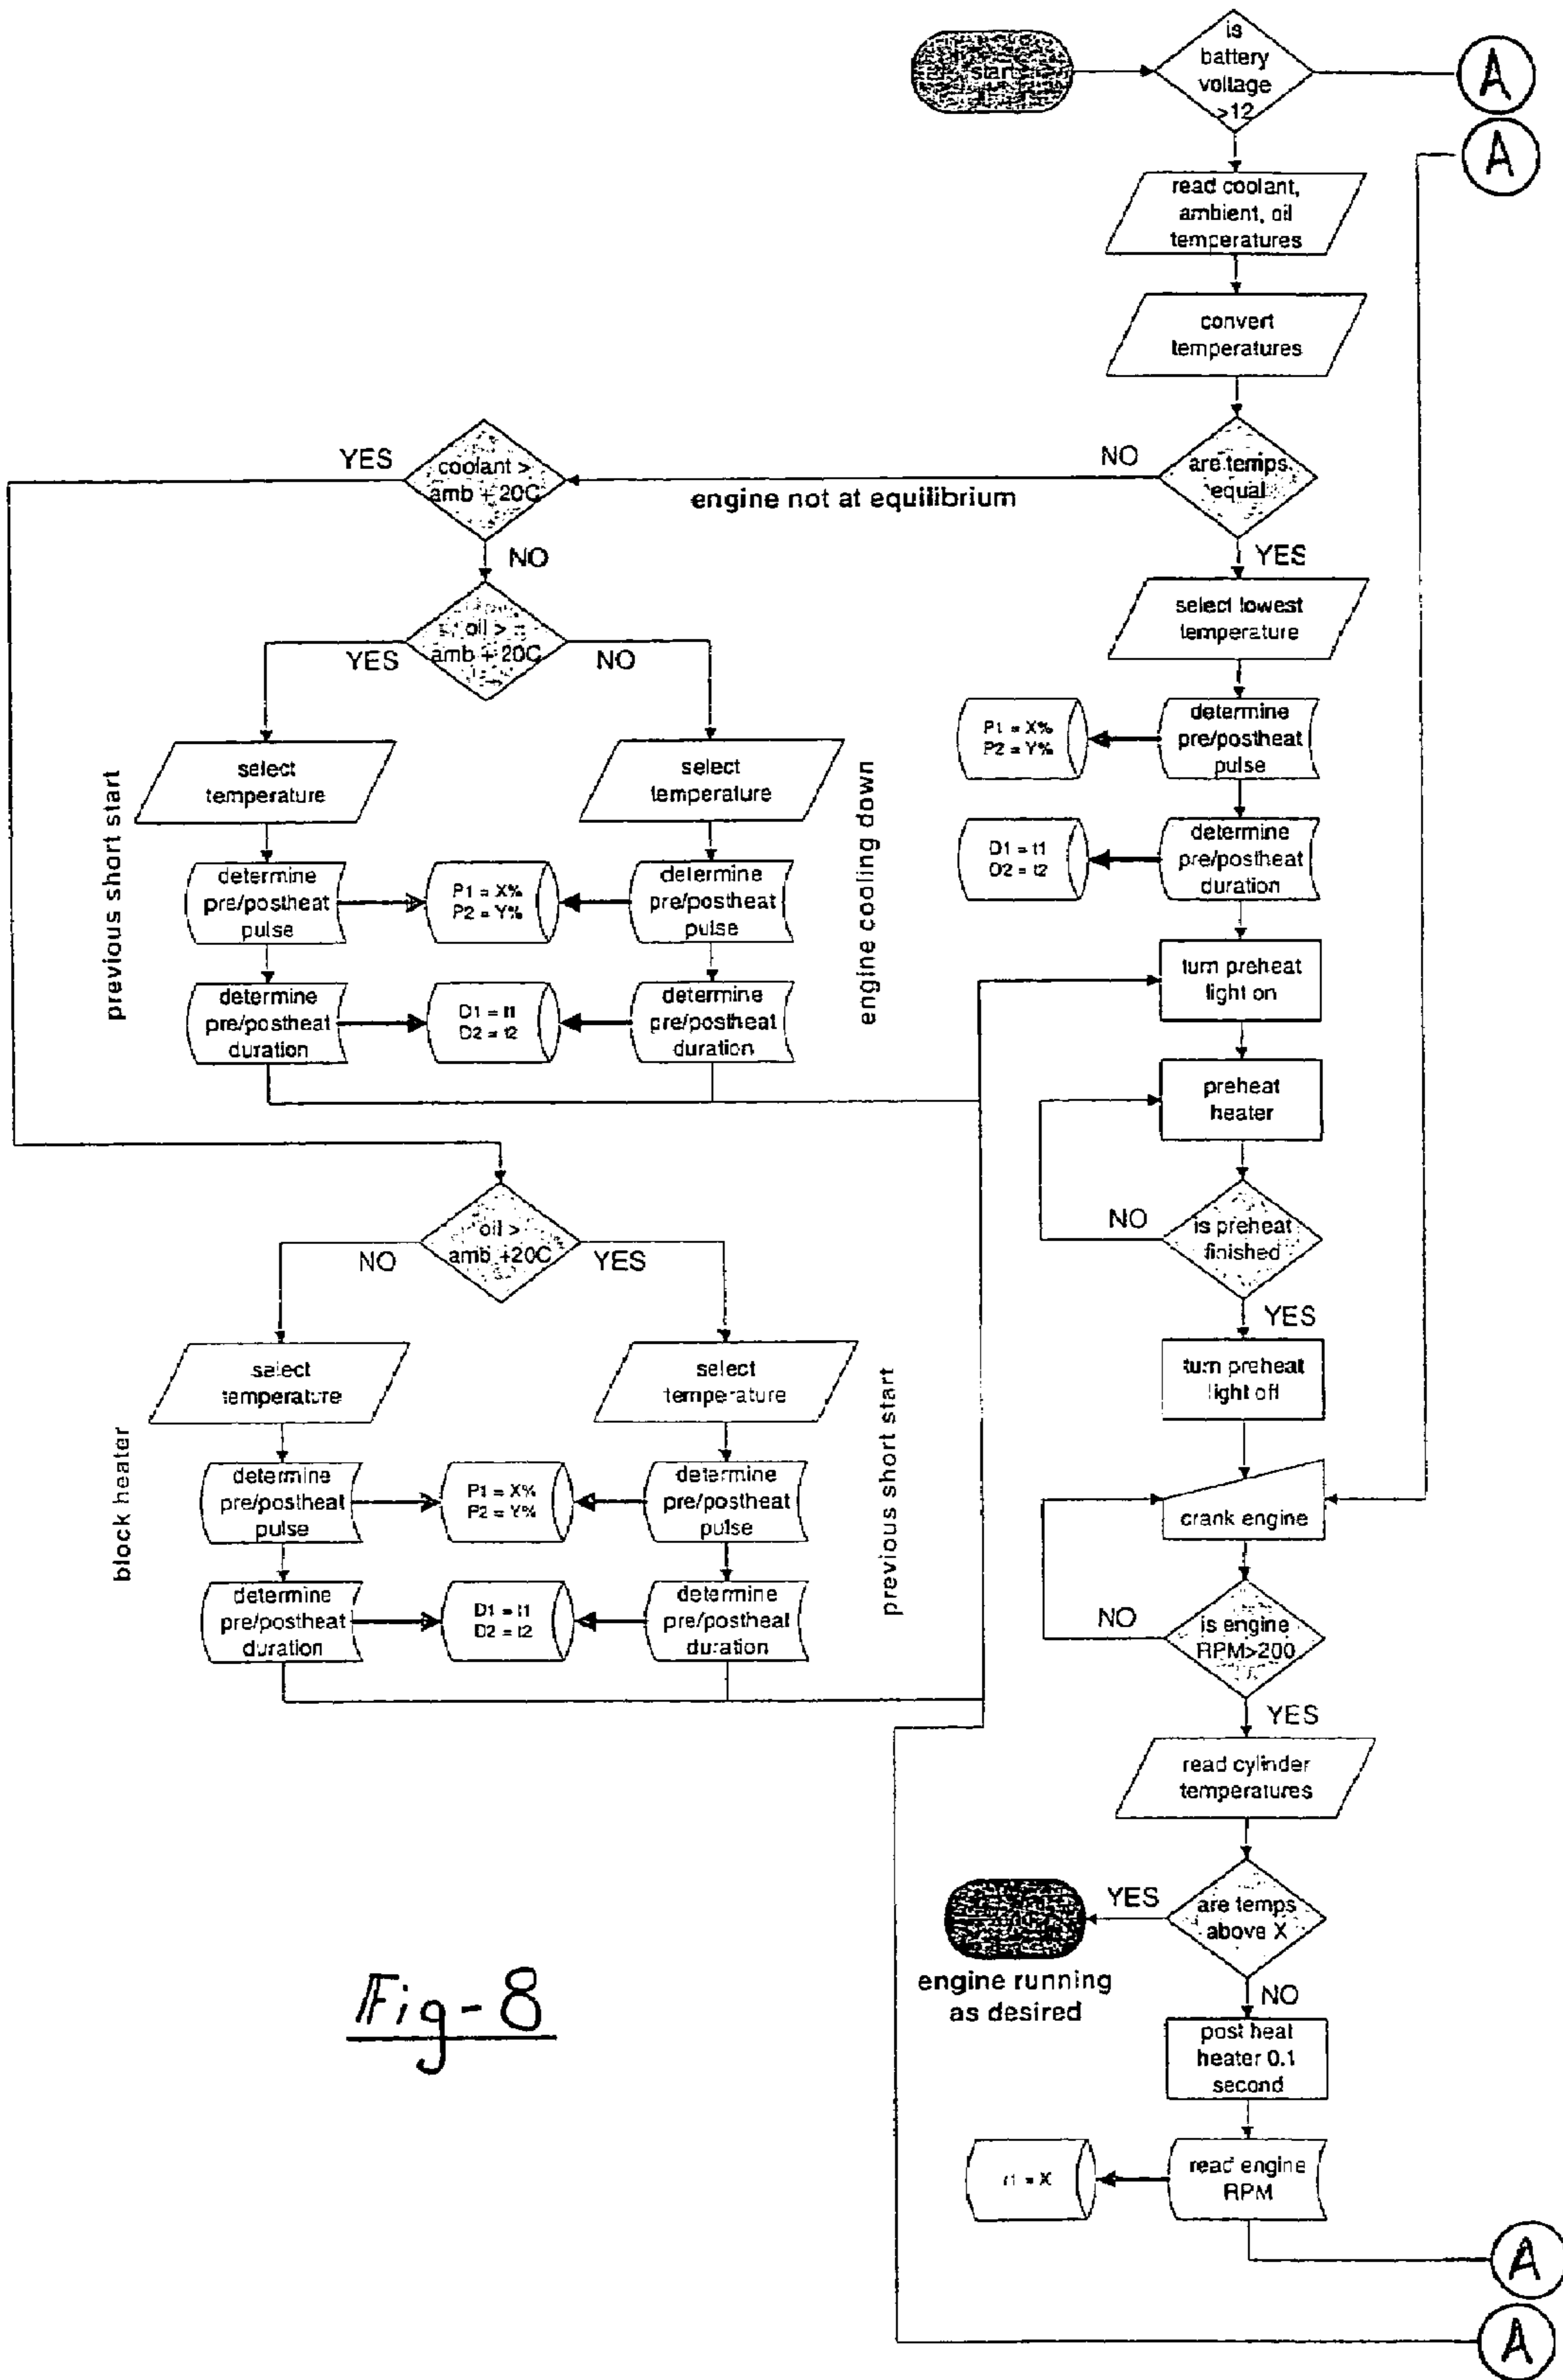 start
is
battery
voltage
>12
A
A
read coolant,
ambient, oil
temperatures
convert
temperatures
are temps
equal
NO
engine not at equilibrium
YES
coolant >
amb + 20C
NO
YES
select lowest
temperature
oil >
amb + 20C
YES
NO
determine
pre/postheat
pulse
P1 = X%
P2 = Y%
determine
pre/postheat
duration
D1 = t1
D2 = t2
previous short start
select
temperature
select
temperature
engine cooling down
determine
pre/postheat
pulse
P1 = X%
P2 = Y%
determine
pre/postheat
pulse
determine
pre/postheat
duration
D1 = t1
D2 = t2
determine
pre/postheat
duration
turn preheat
light on
preheat
heater
is preheat
finished
NO
YES
turn preheat
light off
oil >
amb +20C
NO
YES
block heater
select
temperature
select
temperature
previous short start
determine
pre/postheat
pulse
P1 = X%
P2 = Y%
determine
pre/postheat
pulse
determine
pre/postheat
duration
D1 = t1
D2 = t2
determine
pre/postheat
duration
crank engine
is engine
RPM>200
NO
YES
read cylinder
temperatures
are temps
above X
YES
engine running
as desired
NO
post heat
heater 0.1
second
read engine
RPM
r1 = X
A
A
Fig-8